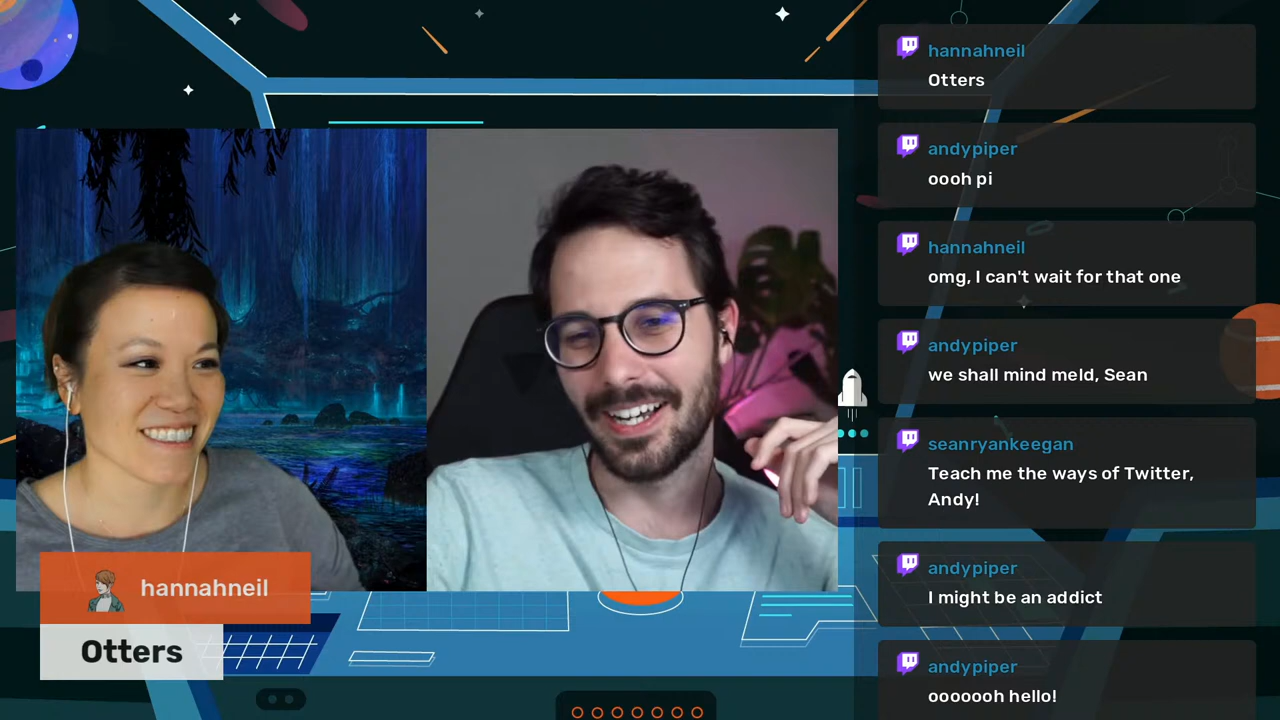 hannahneil
Otters
hannahneil
Otters
andypiper
oooh pi
hannahneil
omg, I can't wait for that one
andypiper
we shall mind meld, Sean
seanryankeegan
Teach me the ways of Twitter,
Andy!
andypiper
I might be an addict
andypiper
ooooooh hello!